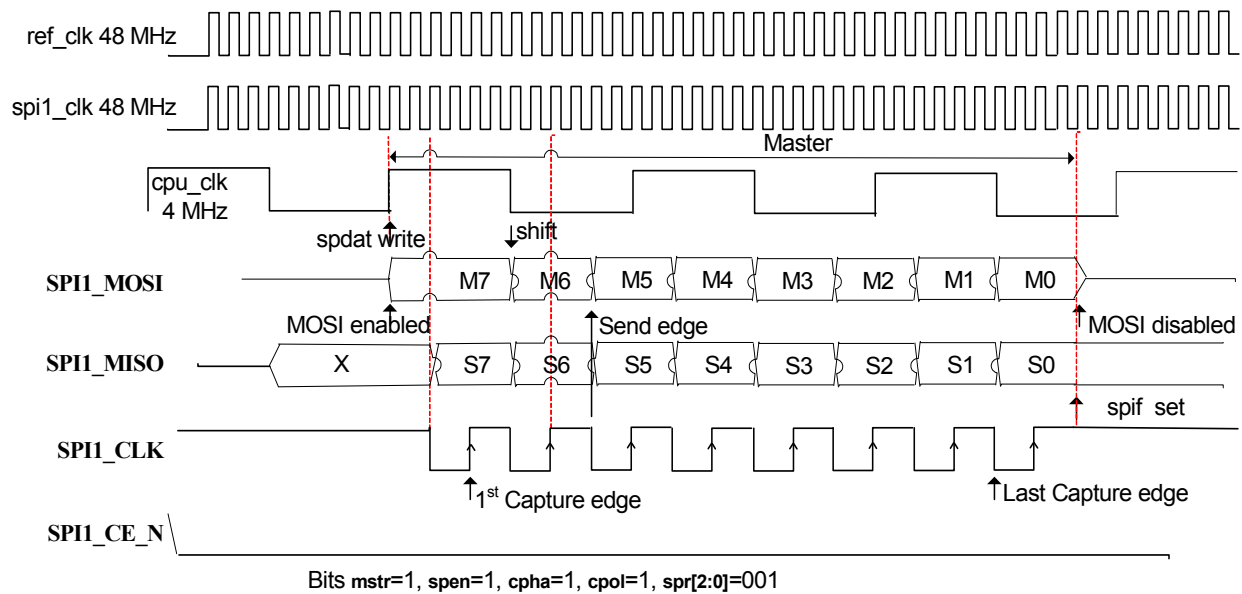 ref_clk 48 MHz
spi1_clk 48 MHz
Master
cpu_clk
4 MHz
spdat write
shift
SPI1_MOSI
M7 M6 M5 M4 M3 M2 M1 M0
MOSI enabled
Send edge
MOSI disabled
SPI1_MISO
X S7 S6 S5 S4 S3 S2 S1 S0
spif set
SPI1_CLK
1st Capture edge
Last Capture edge
SPI1_CE_N
Bits mstr=1, spen=1, cpha=1, cpol=1, spr[2:0]=001